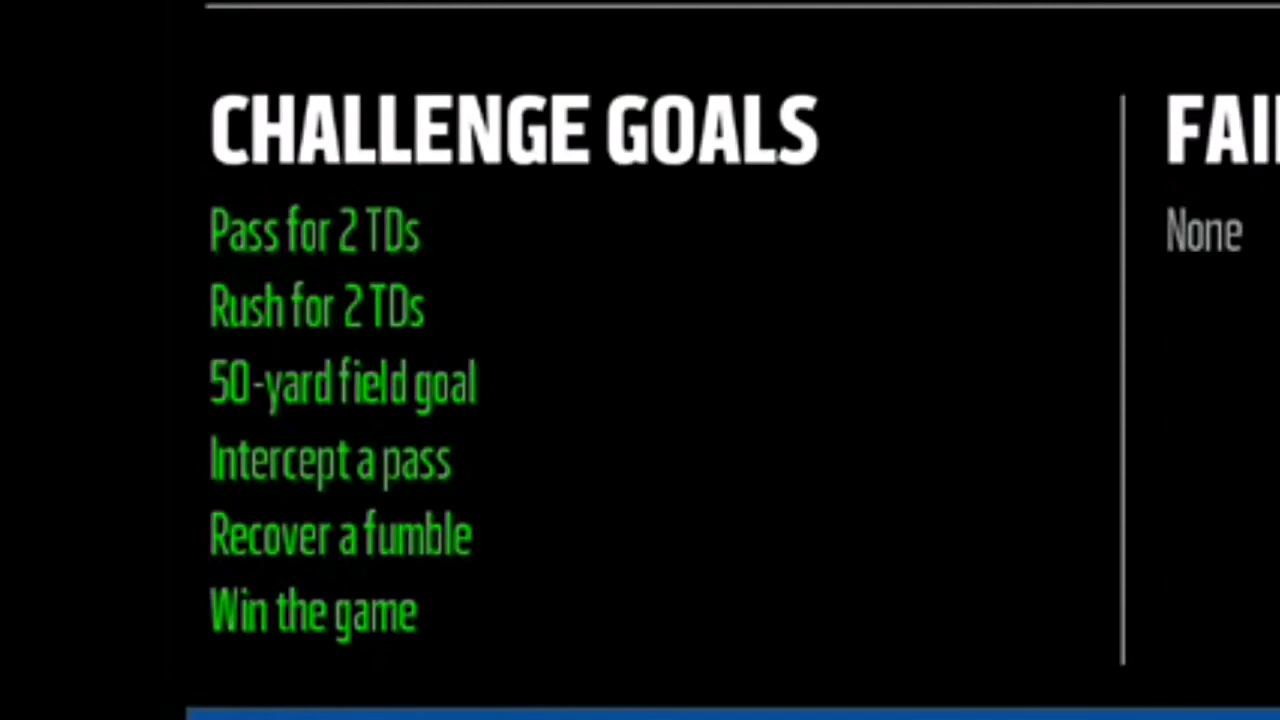 CHALLENGE GOALS
Pass for 2 TDs
Rush for 2 TDs
50-yard field goal
Intercept a pass
Recover a fumble
Win the game
None